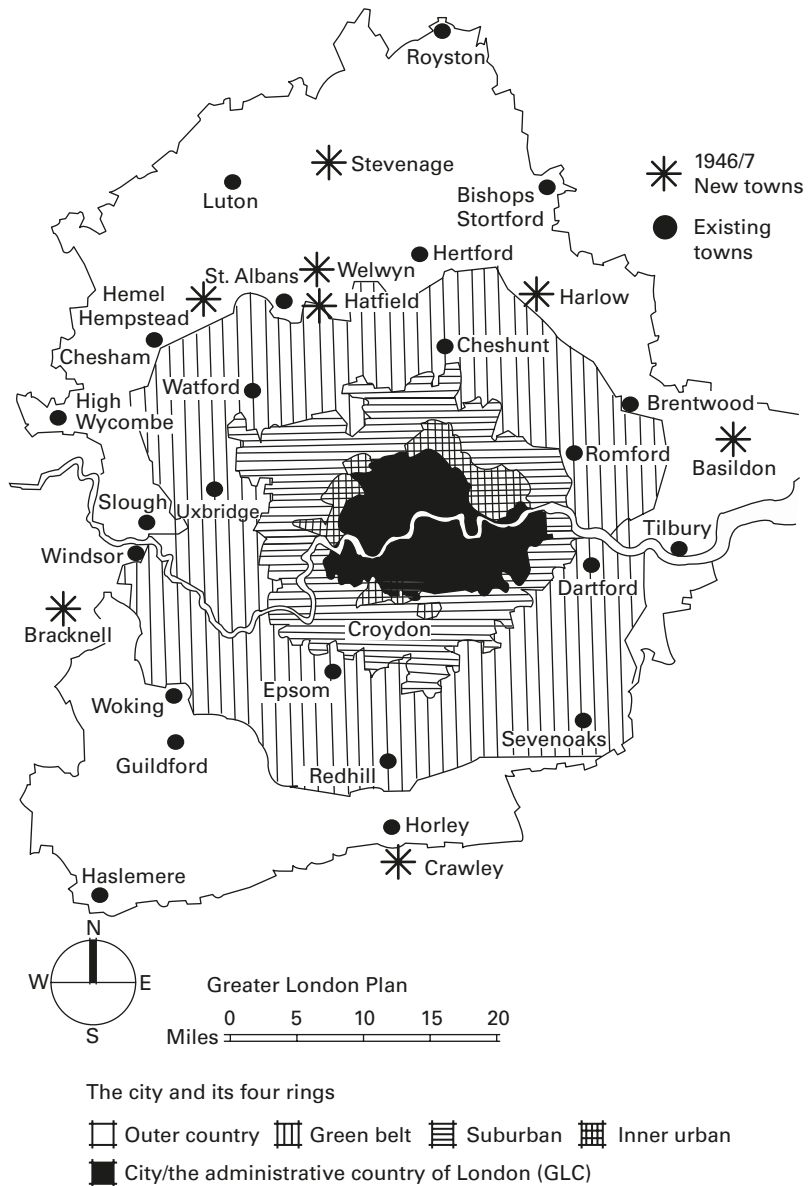 Royston
Stevenage
1946/7
New towns
Luton
Bishops
Stortford
Existing
towns
Hertford
St. Albans
Welwyn
Hemel
Hempstead
Hatfield
Harlow
Chesham
Cheshunt
Watford
High
Wycombe
Brentwood
Romford
Basildon
Slough
Uxbridge
Tilbury
Windsor
Dartford
Bracknell
Croydon
Epsom
Woking
Sevenoaks
Guildford
Redhill
Horley
Haslemere
Crawley
N
W E
S
Greater London Plan
Miles 0 5 10 15 20
The city and its four rings
Outer country Green belt Suburban Inner urban
City/the administrative country of London (GLC)